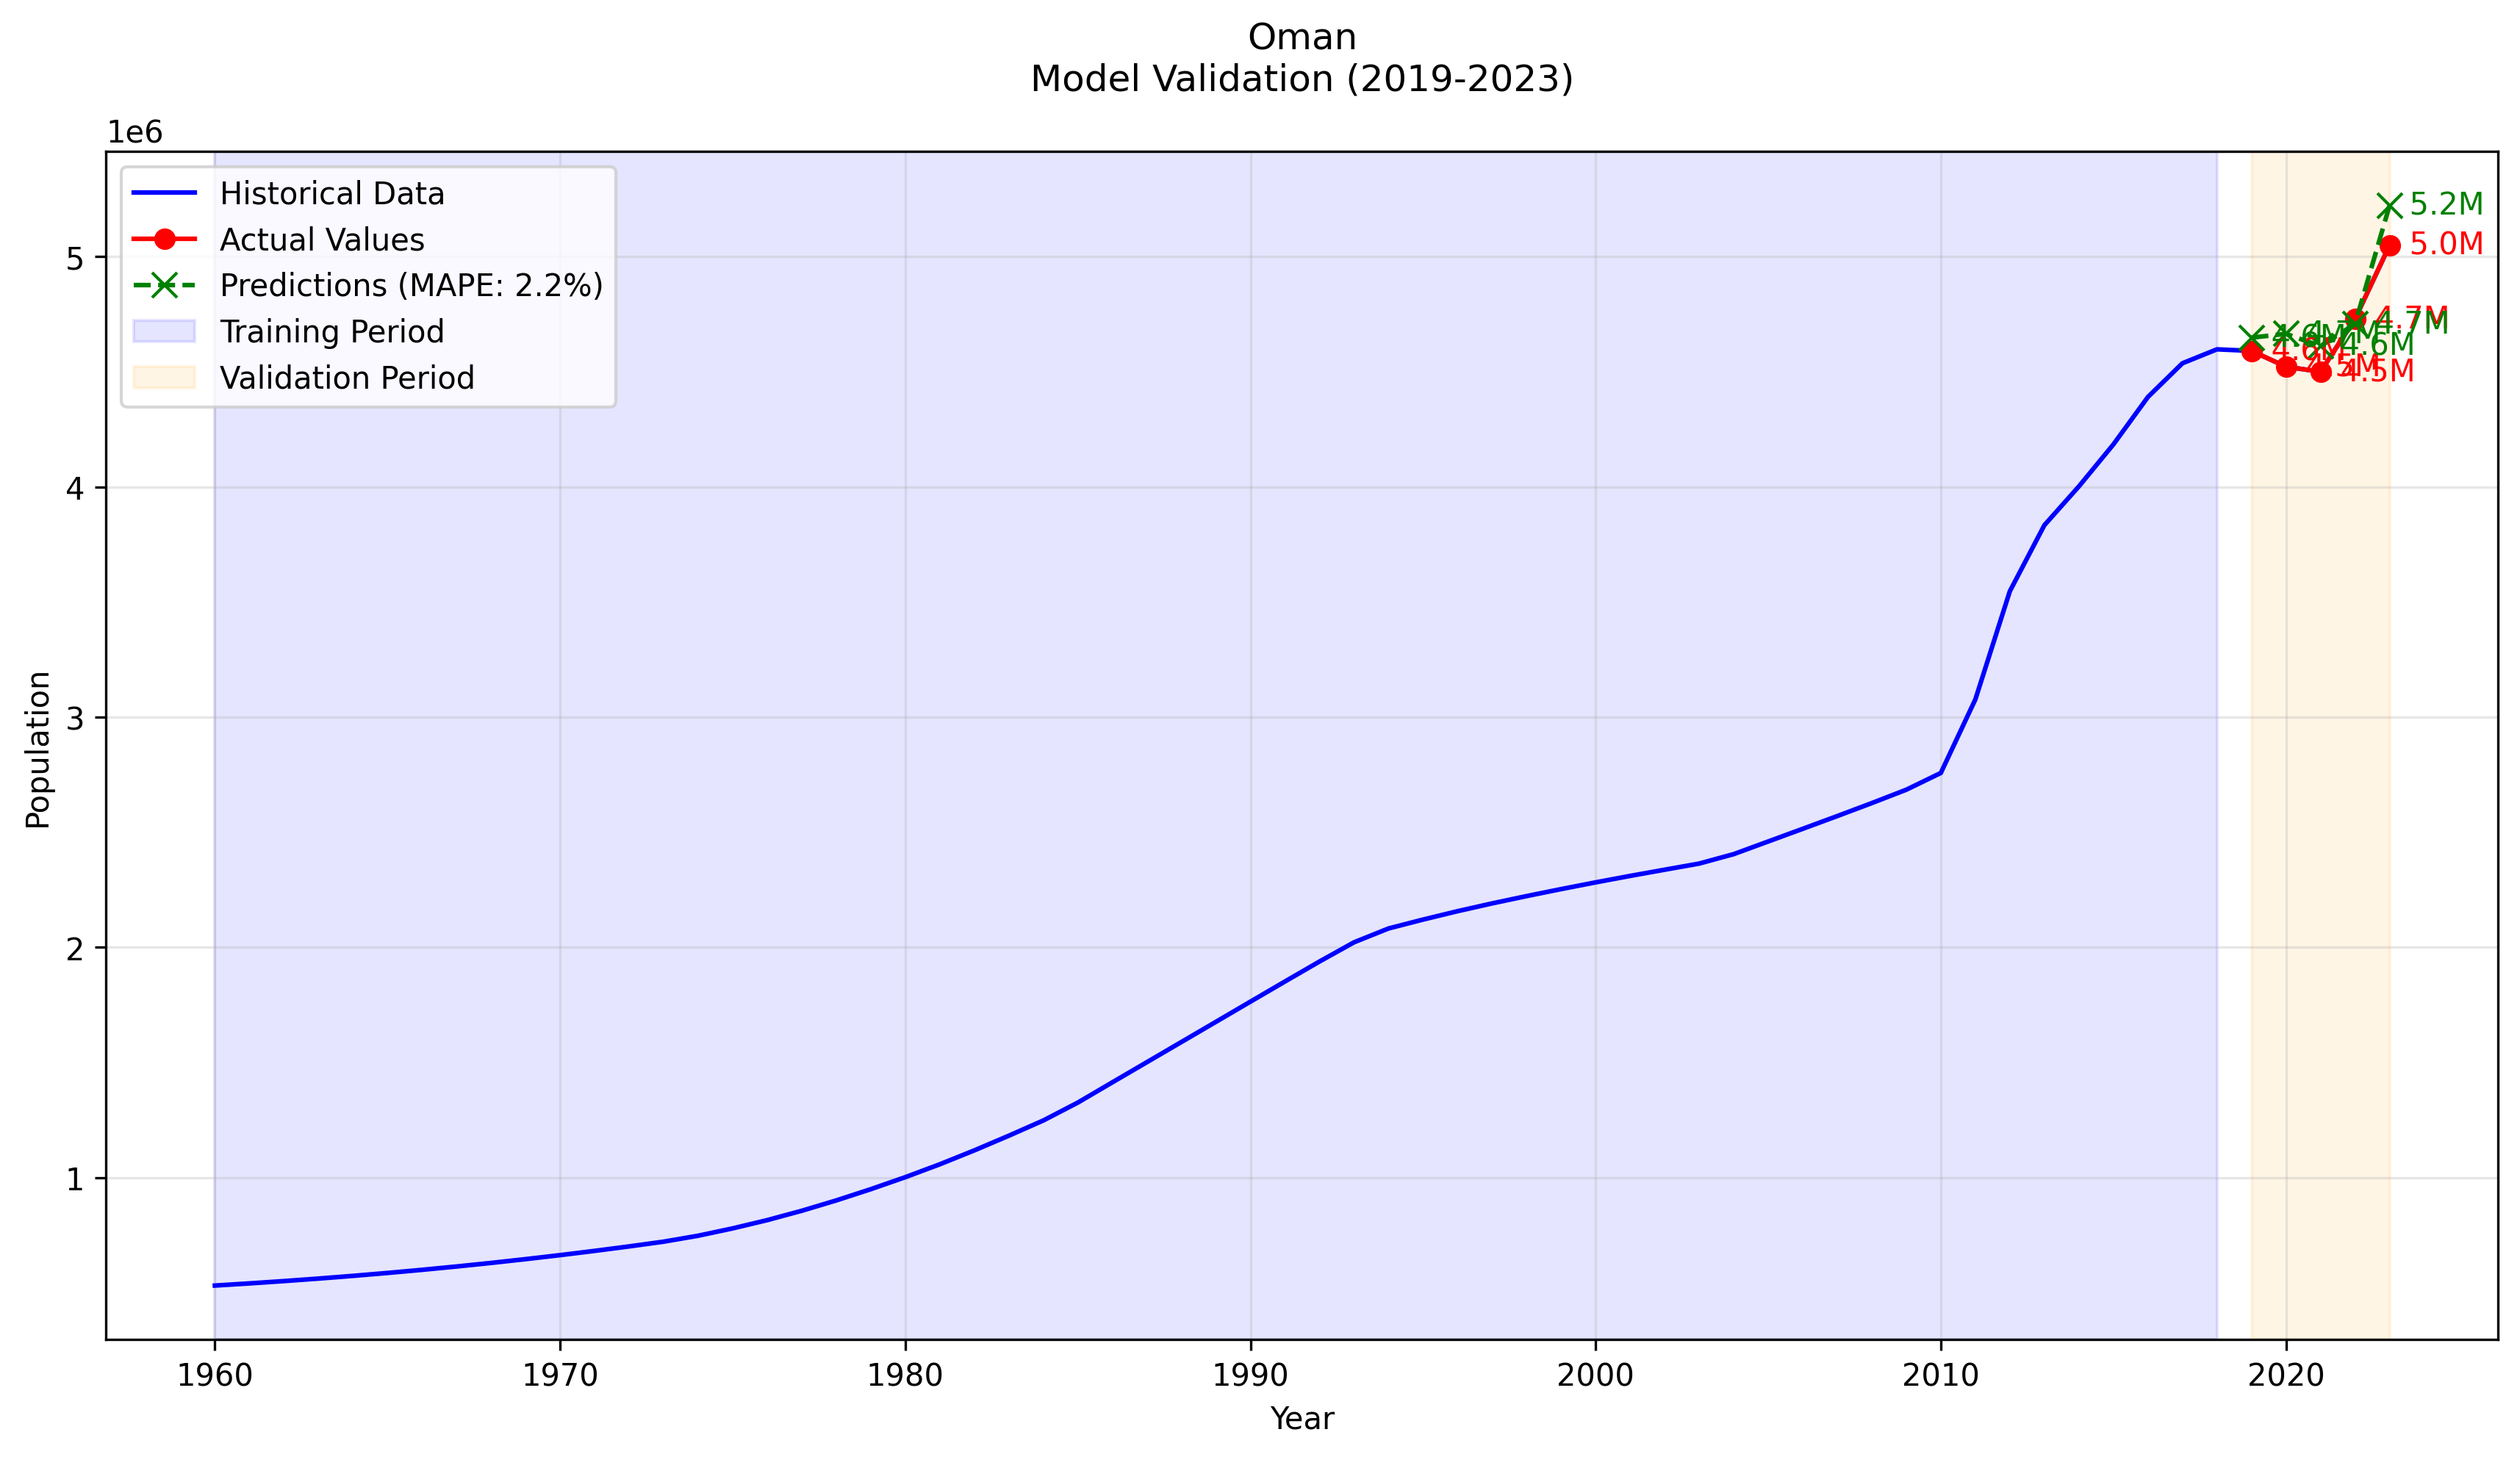 Oman
Model Validation (2019-2023)
1e6
Historical Data
Actual Values
Predictions (MAPE: 2.2%)
Training Period
Validation Period
5.2M
5.0M
4.7M
4.7M
4.6M
4.5M
5
4
3
2
1
Population
1960
1970
1980
1990
2000
2010
2020
Year